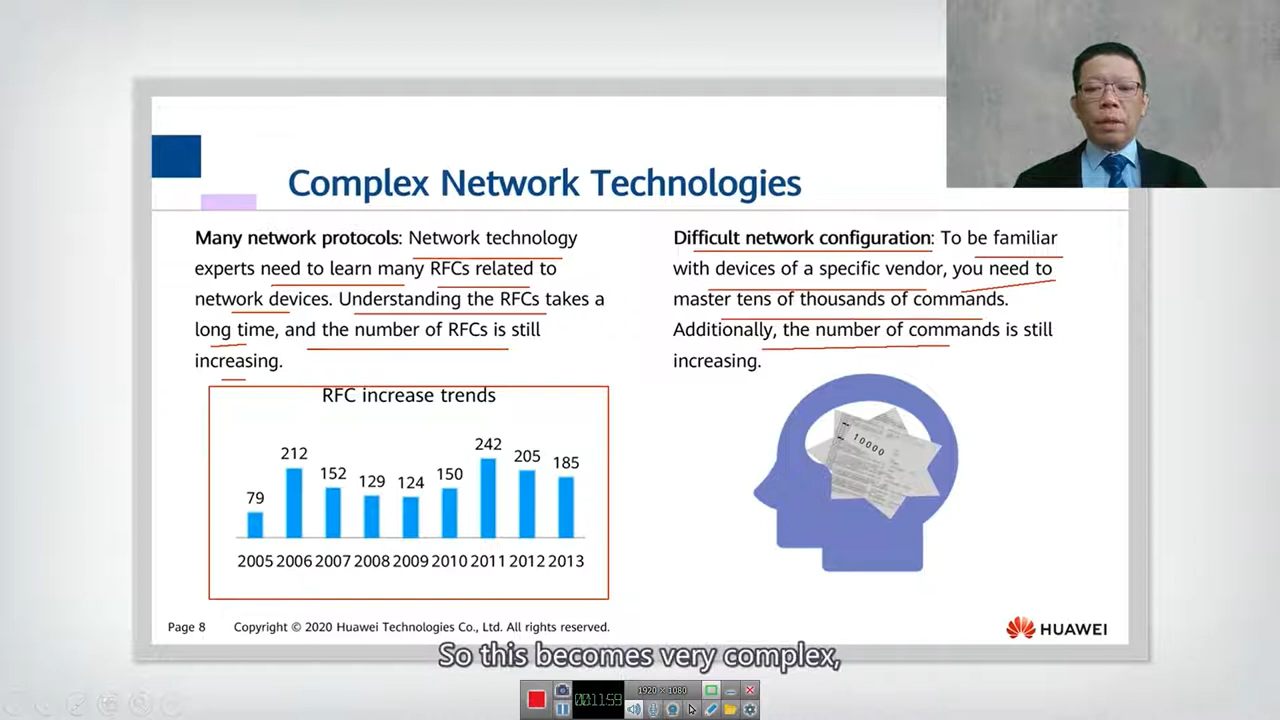 Complex Network Technologies
Many network protocols: Network technology
experts need to learn many RFCs related to
network devices. Understanding the RFCs takes a
long time, and the number of RFCs is still
increasing.
Difficult network configuration: To be familiar
with devices of a specific vendor, you need to
master tens of thousands of commands.
Additionally, the number of commands is still
increasing.
RFC increase trends
79 212 152 129 124 150 242 205 185
2005 2006 2007 2008 2009 2010 2011 2012 2013
10000
Page 8 Copyright © 2020 Huawei Technologies Co., Ltd. All rights reserved.
HUAWEI
So this becomes very complex,
00:11:59
1920 × 1080